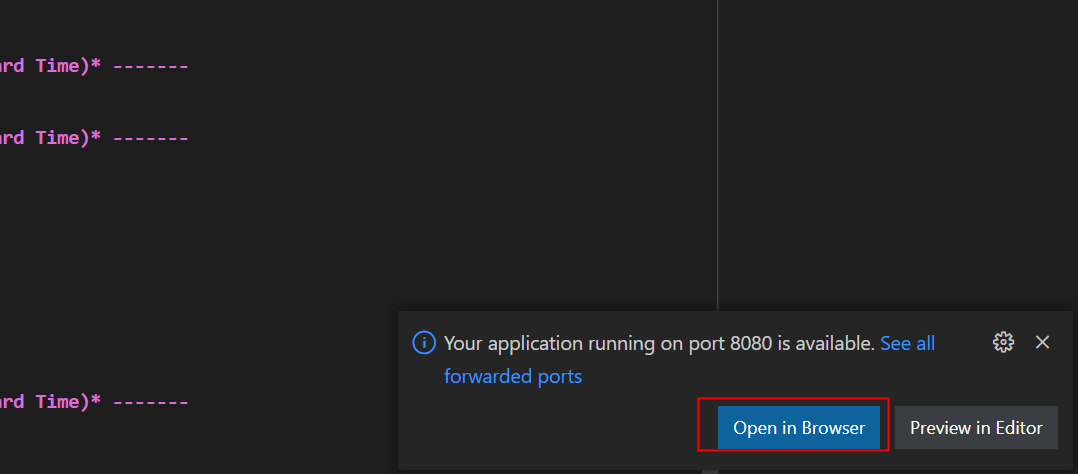 rd Time)* -------
rd Time)* -------
Your application running on port 8080 is available. See all
forwarded ports
rd Time)* -------
Open in Browser
Preview in Editor